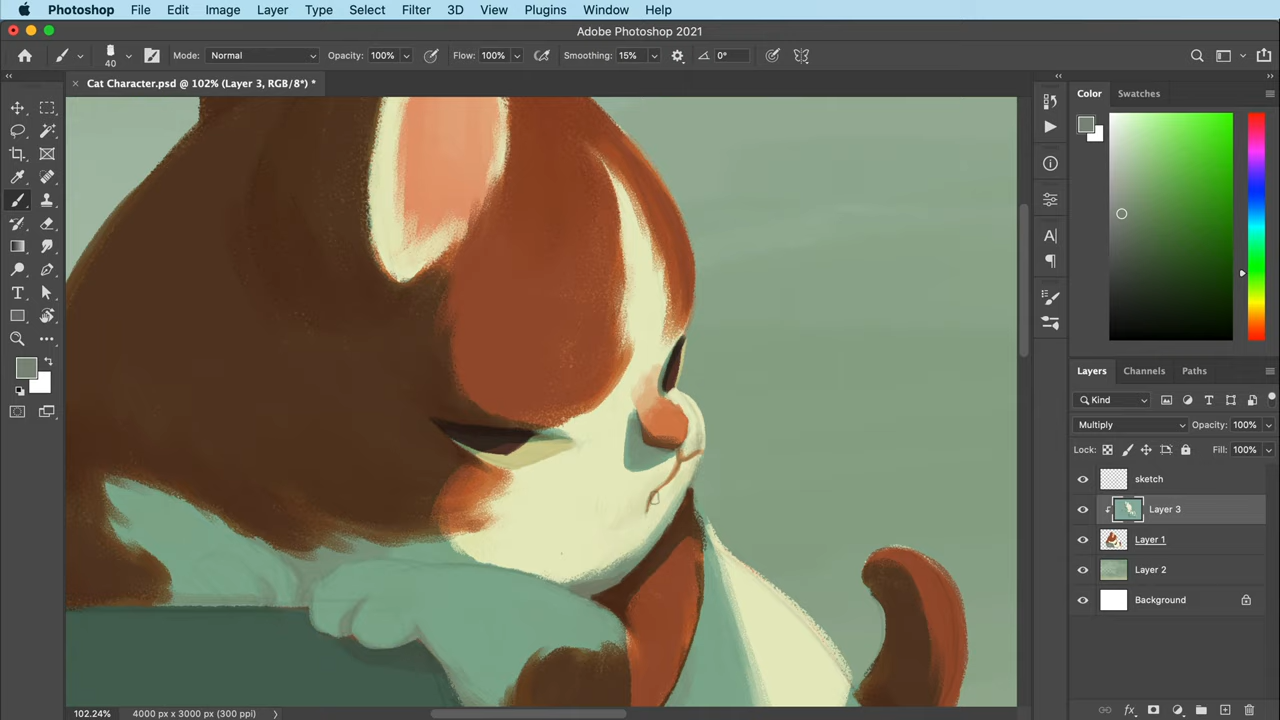 Photoshop File Edit Image Layer Type Select Filter 3D View Plugins Window Help
Adobe Photoshop 2021
40 Mode: Normal Opacity: 100% Flow: 100% Smoothing: 15% 0°
× Cat Character.psd @ 102% (Layer 3, RGB/8*) *
Color Swatches
Layers Channels Paths
Kind
Multiply Opacity: 100%
Lock: Fill: 100%
sketch
Layer 3
Layer 1
Layer 2
Background
102.24% 4000 px x 3000 px (300 ppi)